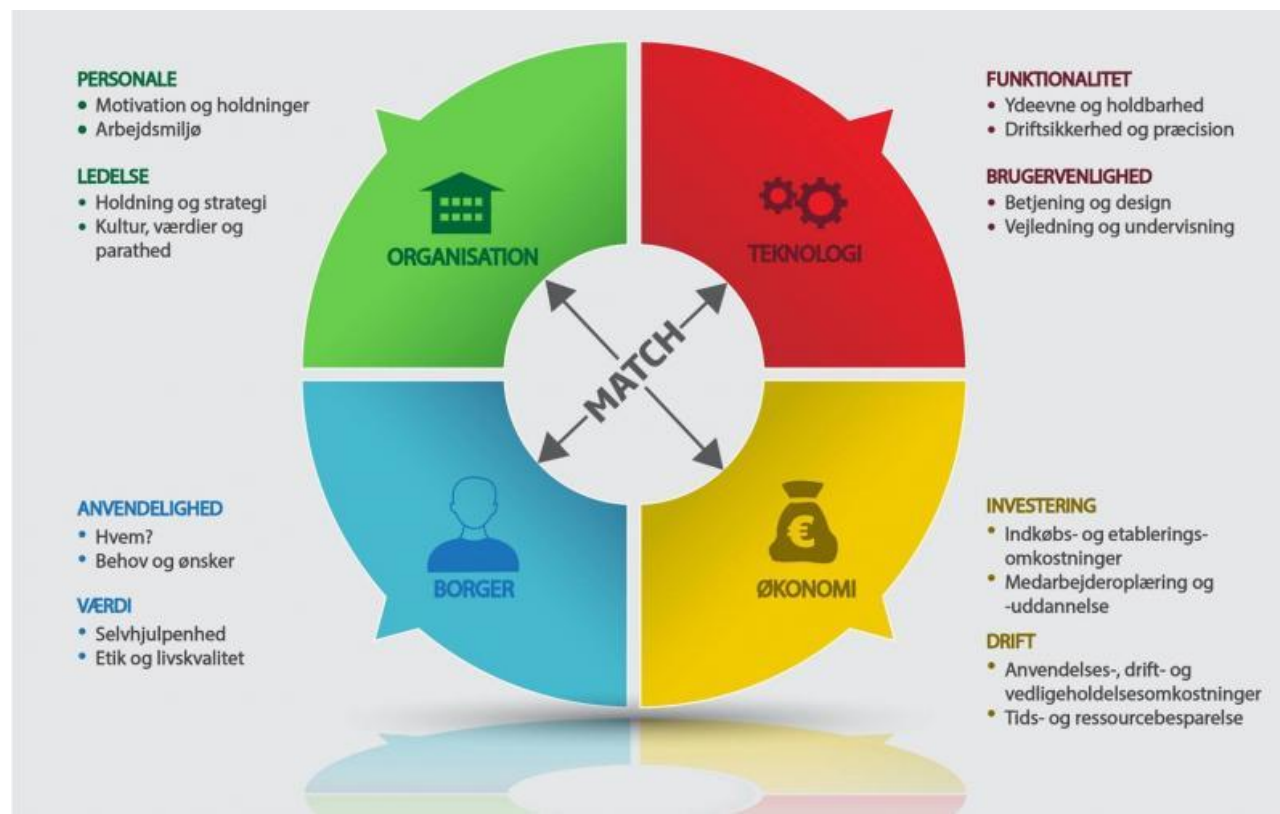 PERSONALE
• Motivation og holdninger
• Arbejdsmiljø
LEDELSE
• Holdning og strategi
• Kultur, værdier og
parathed
ORGANISATION
TEKNOLOGI
FUNKTIONALITET
• Ydeevne og holdbarhed
• Driftsikkerhed og præcision
BRUGERVENLIGHED
• Betjening og design
• Vejledning og undervisning
MATCH
ANVENDELIGHED
• Hvem?
• Behov og ønsker
VÆRDI
• Selvhjulpenhed
• Etik og livskvalitet
BORGER
€
ØKONOMI
INVESTERING
• Indkøbs- og etablerings-
omkostninger
• Medarbejderoplæring og
-uddannelse
DRIFT
• Anvendelses-, drift- og
vedligeholdelsesomkostninger
• Tids- og ressourcebesparelse